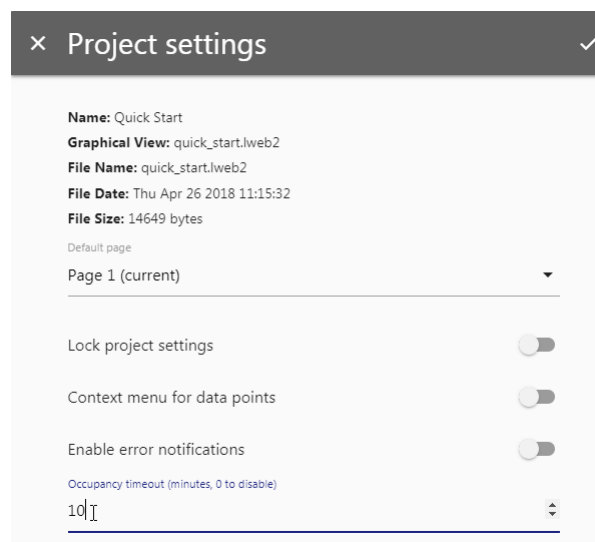 Project settings
Name: Quick Start
Graphical View: quick_start.lweb2
File Name: quick_start.lweb2
File Date: Thu Apr 26 2018 11:15:32
File Size: 14649 bytes
Default page
Page 1 (current)
Lock project settings
Context menu for data points
Enable error notifications
Occupancy timeout (minutes, 0 to disable)
10